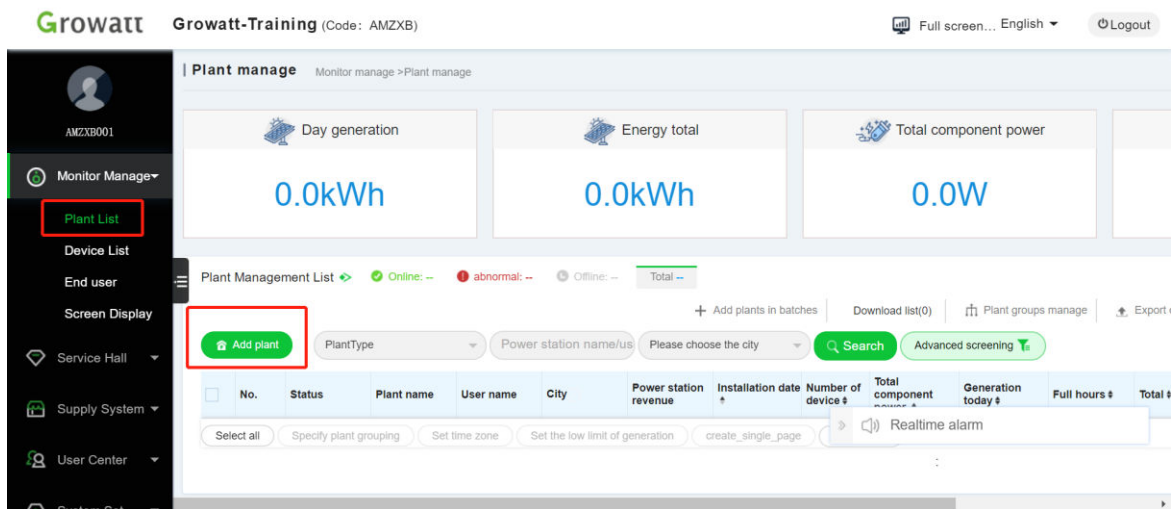 Growatt
Growatt-Training (Code: AMZXB)
Full screen... English
Logout
AMZXB001
Monitor Manage
Plant List
Device List
End user
Screen Display
Service Hall
Supply System
User Center
Plant manage Monitor manage >Plant manage
Day generation
0.0kWh
Energy total
0.0kWh
Total component power
0.0W
Plant Management List Online: -- abnormal: -- Offline: -- Total --
+ Add plants in batches Download list(0) Plant groups manage Export
Add plant PlantType Power station name/us Please choose the city Search Advanced screening
No. Status Plant name User name City Power station revenue Installation date Number of device Total component Generation today Full hours Total
Select all Specify plant grouping Set time zone Set the low limit of generation create_single_page
Realtime alarm
: